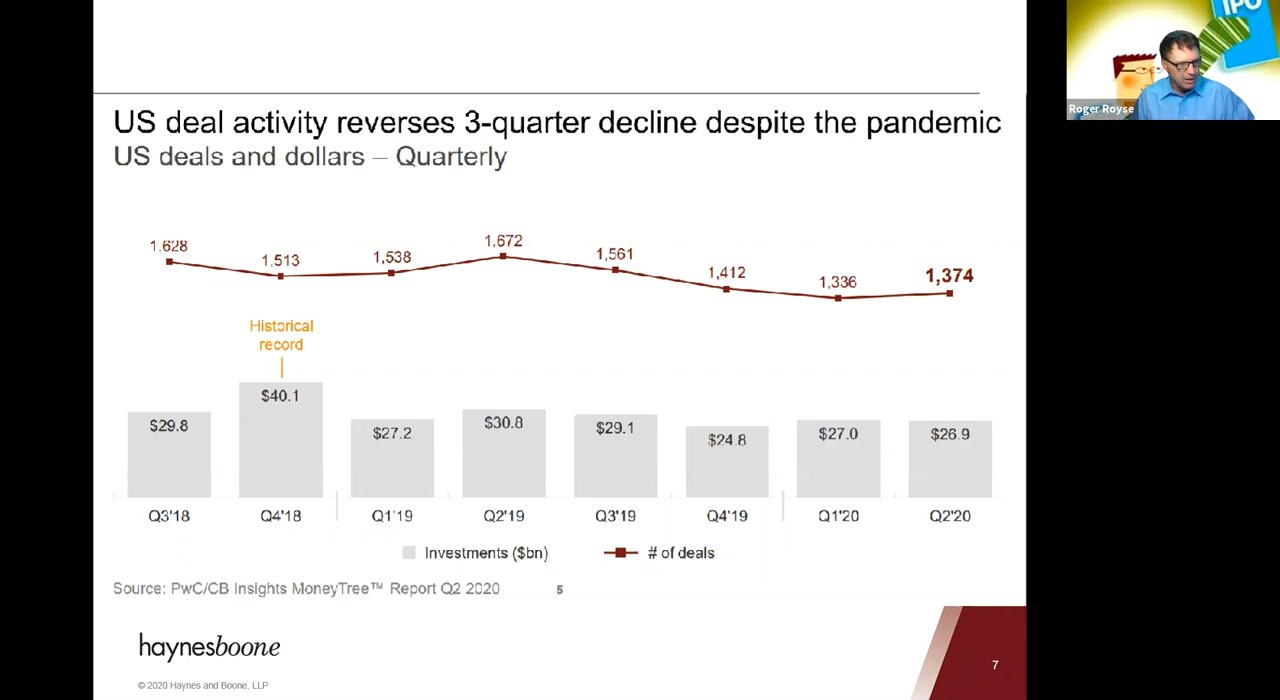 US deal activity reverses 3-quarter decline despite the pandemic
US deals and dollars – Quarterly
1,628
1,513
1,538
1,672
1,561
1,412
1,336
1,374
Historical
record
$29.8
$40.1
$27.2
$30.8
$29.1
$24.8
$27.0
$26.9
Q3'18
Q4'18
Q1'19
Q2'19
Q3'19
Q4'19
Q1'20
Q2'20
Investments ($bn)
# of deals
Source: PwC/CB Insights MoneyTree™ Report Q2 2020
5
haynesboone
© 2020 Haynes and Boone, LLP
7
IPO
Roger Royse